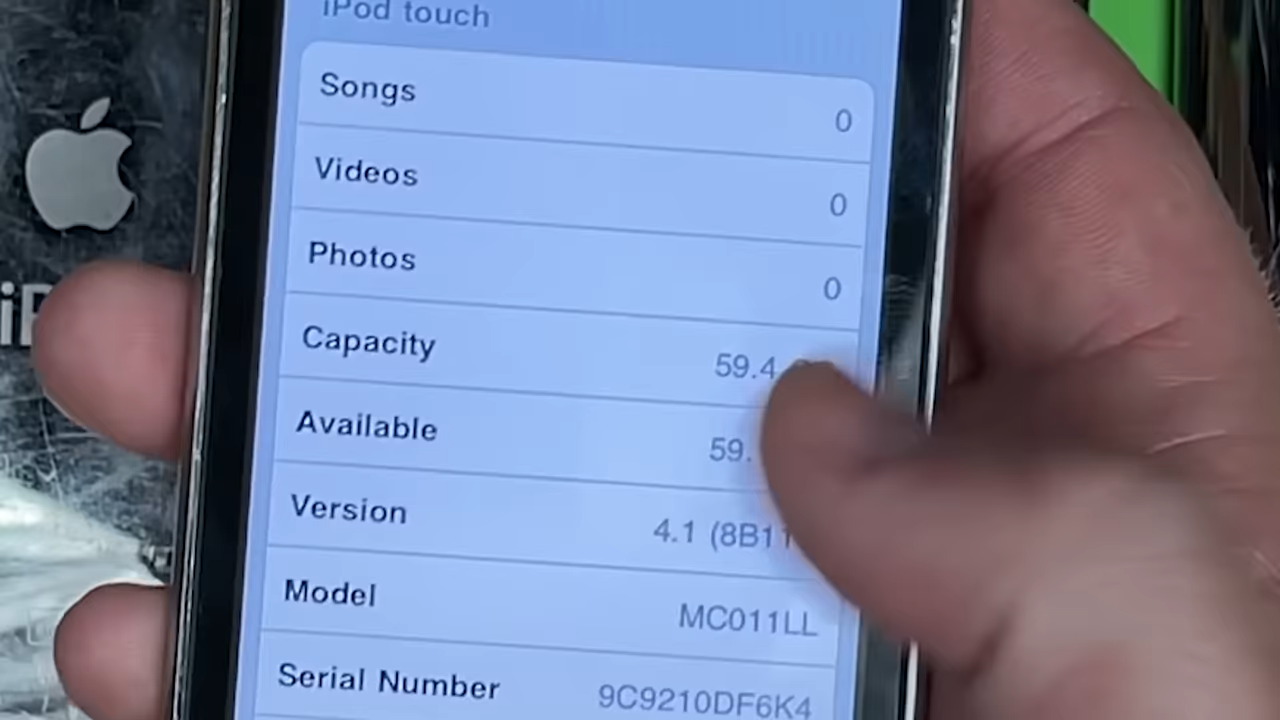 iPod touch
Songs 0
Videos 0
Photos 0
Capacity 59.4
Available 59.
Version 4.1 (8B11
Model MC011LL
Serial Number 9C9210DF6K4